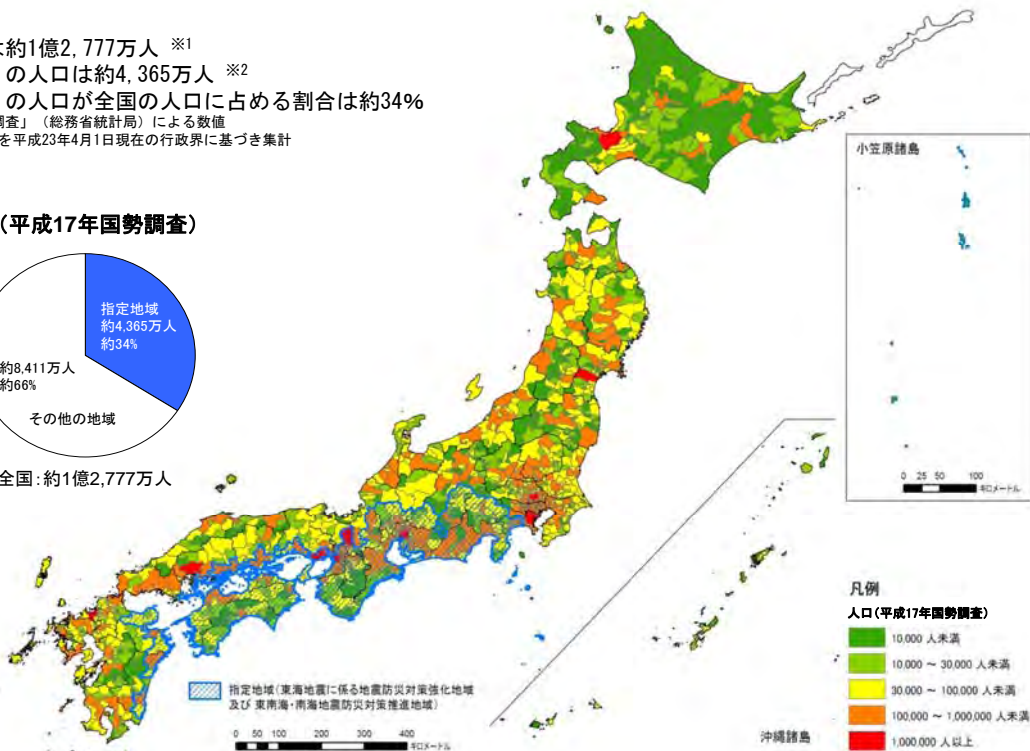 は約1億2,777万人 ※1
の人口は約4,365万人 ※2
の人口が全国の人口に占める割合は約34%
調査」（総務省統計局）による数値
を平成23年4月1日現在の行政界に基づき集計
（平成17年国勢調査）
指定地域
約4,365万人
約34%
約8,411万人
約66%
その他の地域
全国：約1億2,777万人
小笠原諸島
0 25 50 100
キロメートル
指定地域（東海地震に係る地震防災対策強化地域
及び 東南海・南海地震防災対策推進地域）
0 50 100 200 300 400
キロメートル
沖縄諸島
凡例
人口（平成17年国勢調査）
10,000 人未満
10,000 ～ 30,000 人未満
30,000 ～ 100,000 人未満
100,000 ～ 1,000,000 人未満
1,000,000 人以上